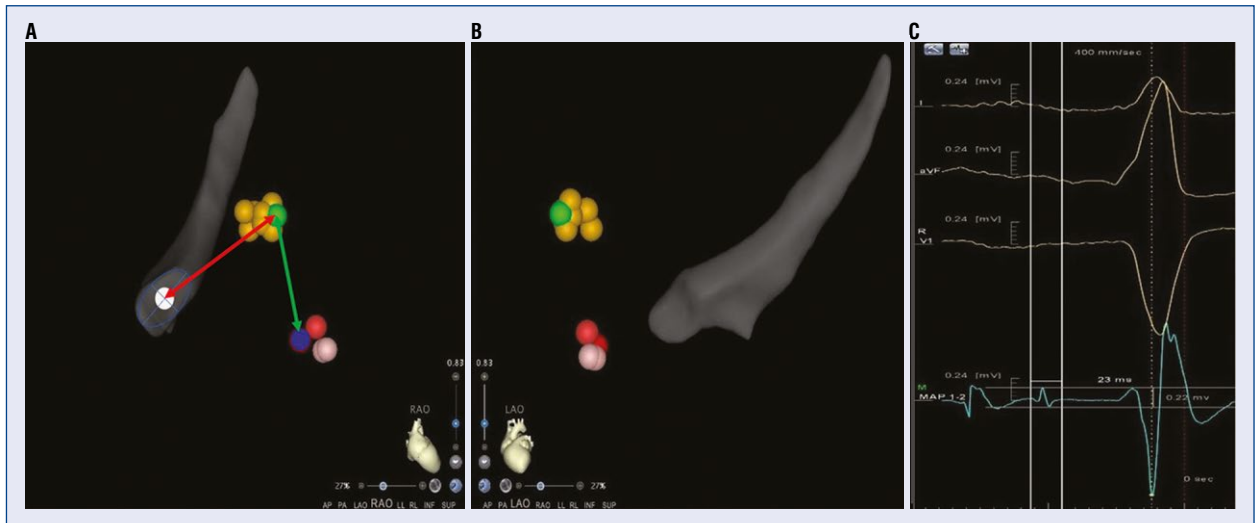 A
B
C
0.83
RAO
27%
AP PA LAO RAO LL RL INF SUP
0.83
LAO
27%
AP PA LAO RAO LL RL INF SUP
400 mm/sec
0.24 [mV]
I
0.24 [mV]
aVF
0.24 [mV]
R
V1
0.24 [mV]
M
MAP 1-2
23 ms
0.22 mv
0 sec